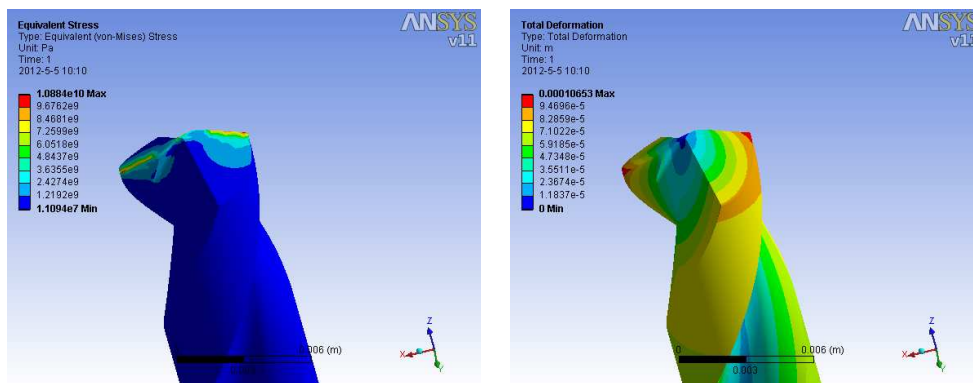 Equivalent Stress
Type: Equivalent (von-Mises) Stress
Unit: Pa
Time: 1
2012-5-5 10:10
ANSYS
v11
1.0884e10 Max
9.6762e9
8.4681e9
7.2599e9
6.0518e9
4.8437e9
3.6355e9
2.4274e9
1.2192e9
1.1094e7 Min
0.006 (m)
Z
X
Y
Total Deformation
Type: Total Deformation
Unit: m
Time: 1
2012-5-5 10:10
ANSYS
v11
0.00010653 Max
9.4696e-5
8.2859e-5
7.1022e-5
5.9185e-5
4.7348e-5
3.5511e-5
2.3674e-5
1.1837e-5
0 Min
0
0.006 (m)
0.003
Z
X
Y